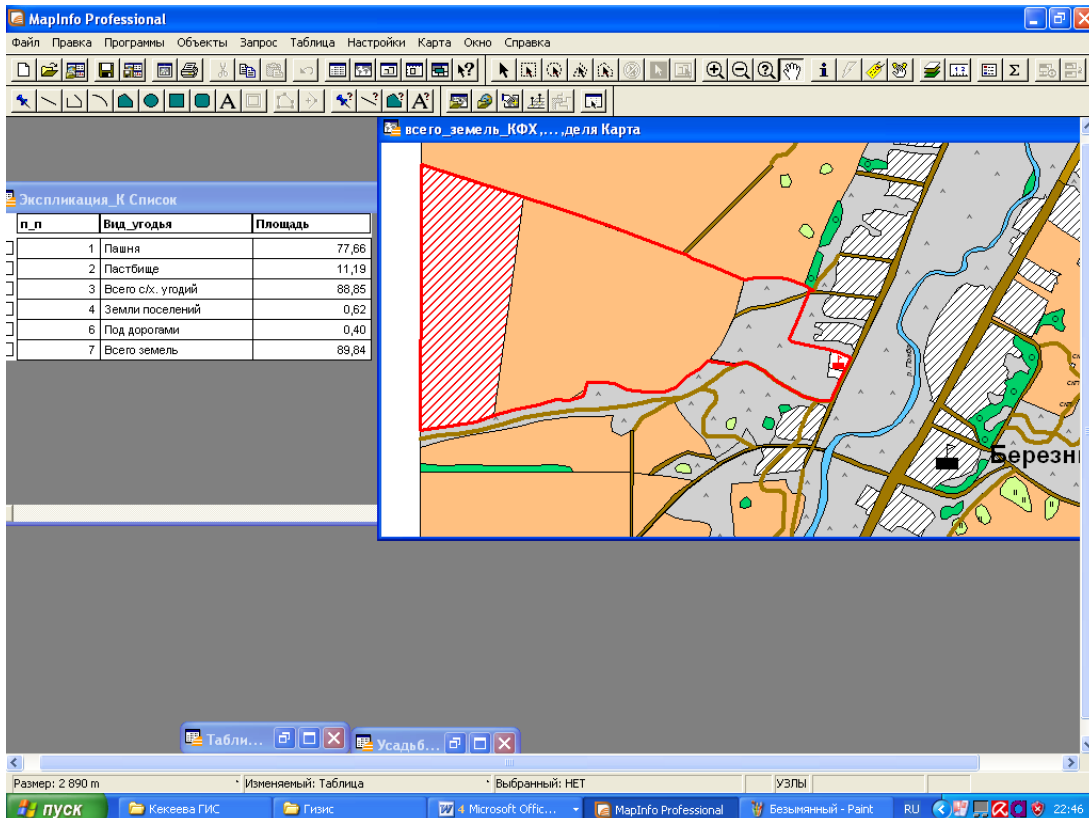 MapInfo Professional
Файл Правка Программы Объекты Запрос Таблица Настройки Карта Окно Справка
всего_земель_КФХ,...,деля Карта
Экспликация_К Список
п_п Вид_угодья Площадь
1 Пашня 77,66
2 Пастбище 11,19
3 Всего с/х. угодий 88,85
4 Земли поселений 0,62
6 Под дорогами 0,40
7 Всего земель 89,84
Березн
Табли...
Усадьб...
Размер: 2 890 m Изменяемый: Таблица Выбранный: НЕТ УЗЛЫ
пуск Кекеева ГИС Гизис 4 Microsoft Offic... MapInfo Professional Безымянный - Paint RU 22:46